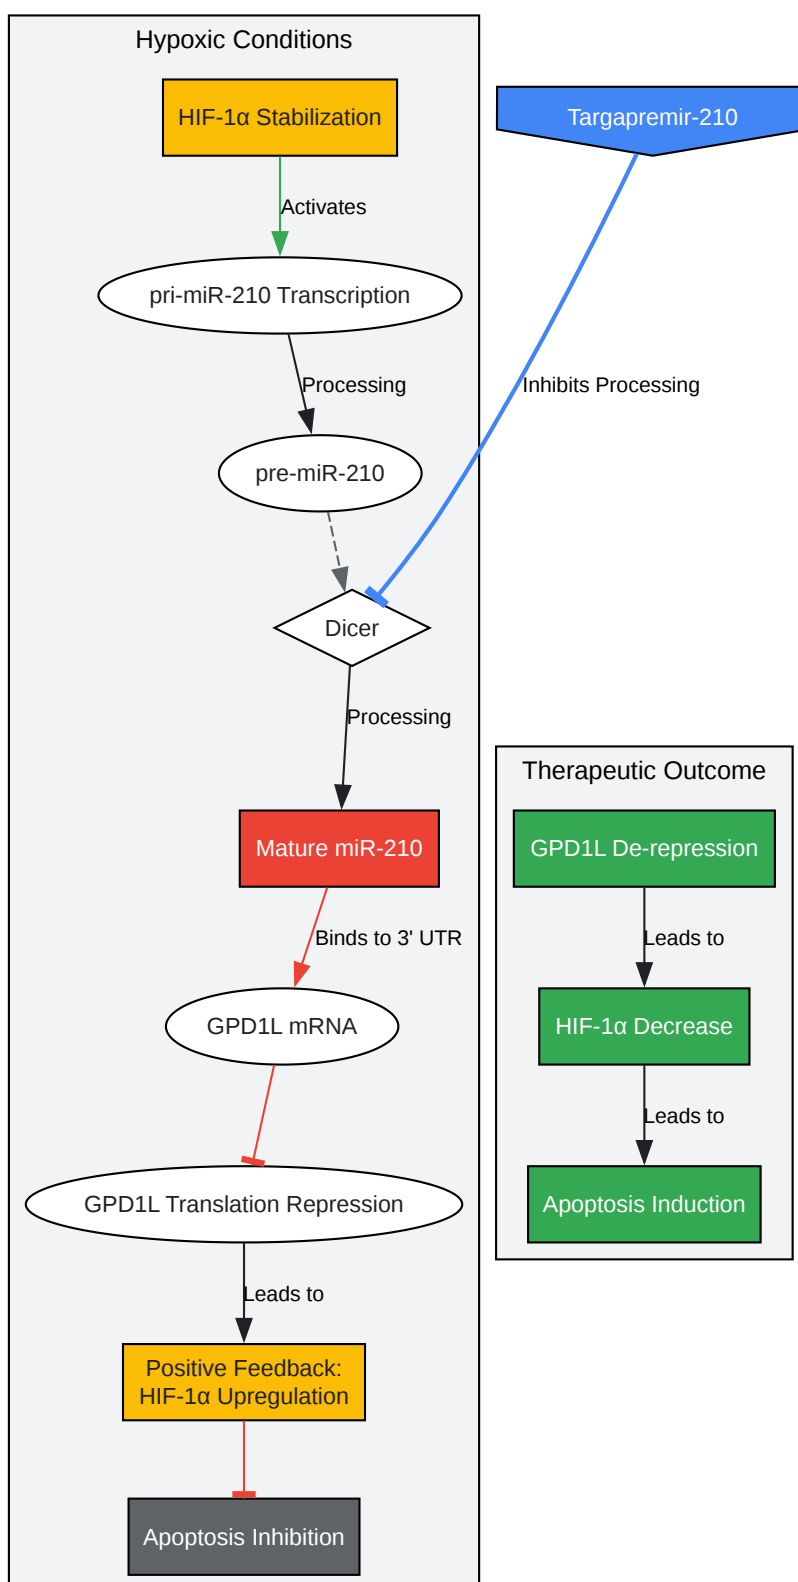 Hypoxic Conditions
HIF-1α Stabilization
Targapremir-210
Activates
pri-miR-210 Transcription
Processing
Inhibits Processing
pre-miR-210
Dicer
Processing
Therapeutic Outcome
Mature miR-210
GPD1L De-repression
Binds to 3' UTR
Leads to
GPD1L mRNA
HIF-1α Decrease
Leads to
GPD1L Translation Repression
Apoptosis Induction
Leads to
Positive Feedback:
HIF-1α Upregulation
Apoptosis Inhibition